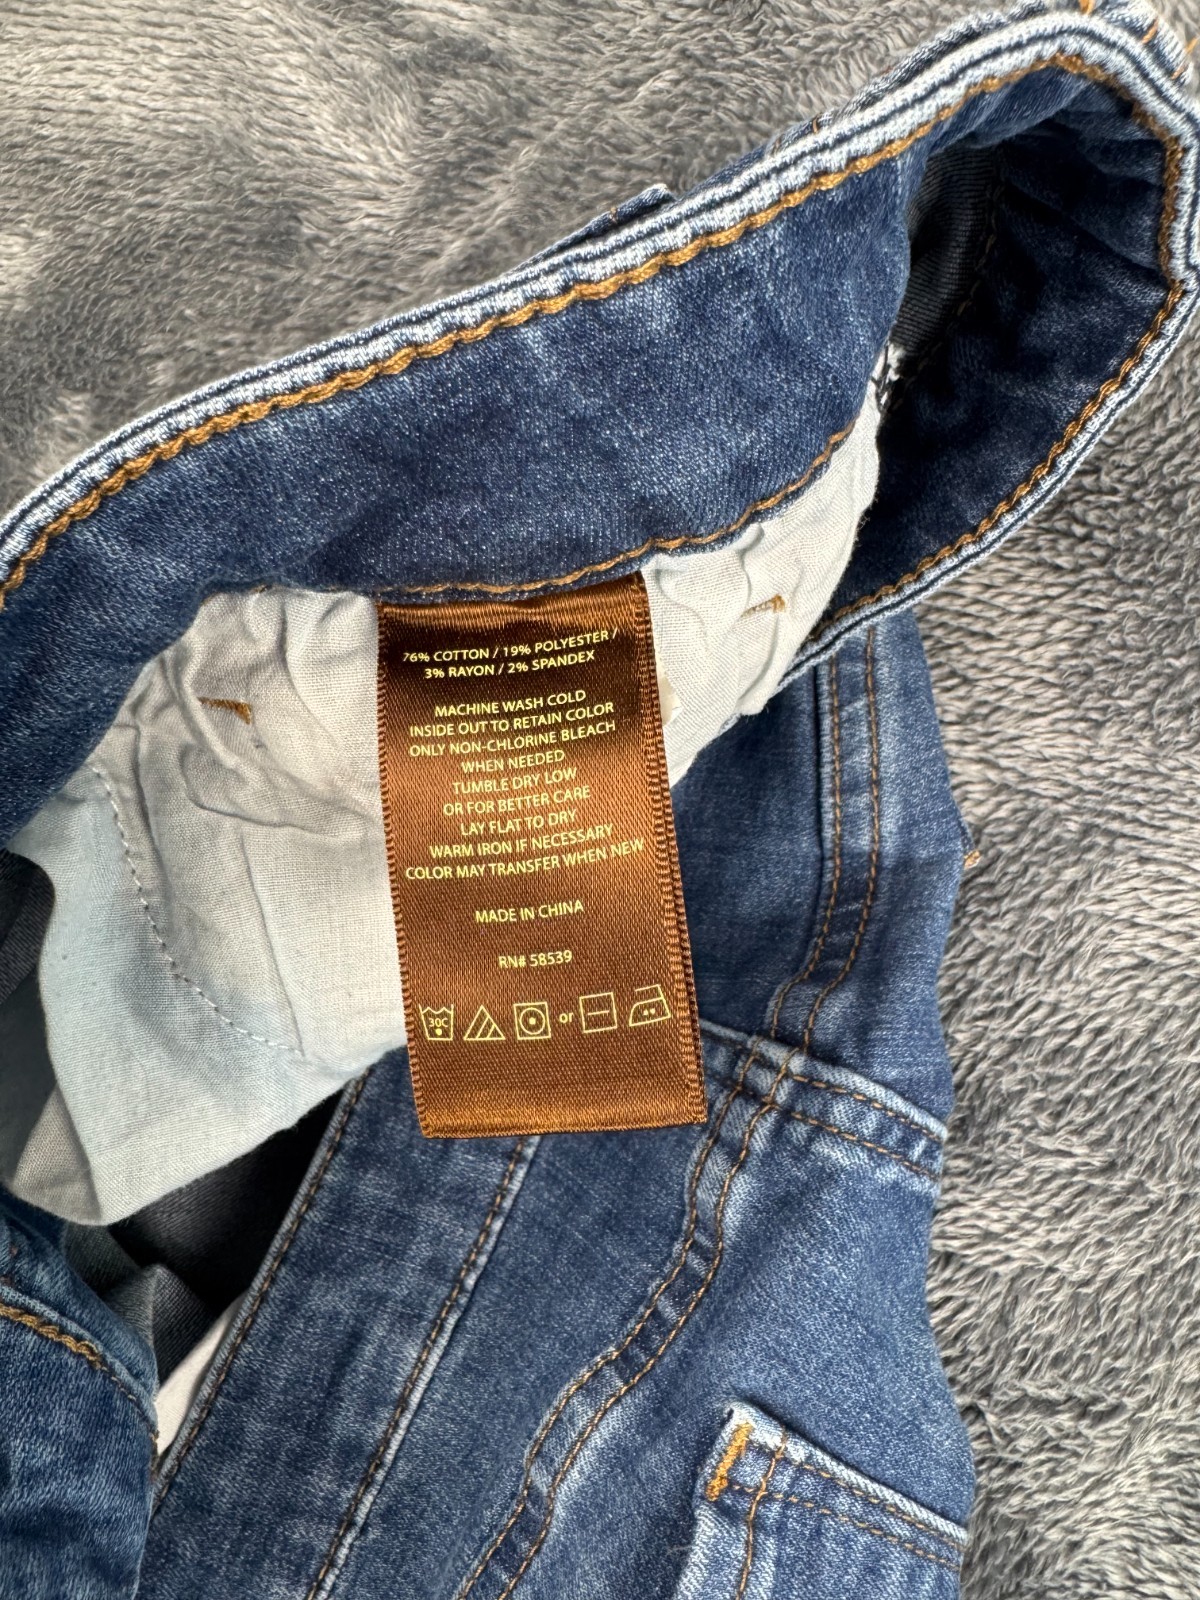 76% COTTON / 19% POLYESTER /
3% RAYON / 2% SPANDEX
MACHINE WASH COLD
INSIDE OUT TO RETAIN COLOR
ONLY NON-CHLORINE BLEACH
WHEN NEEDED
TUMBLE DRY LOW
OR FOR BETTER CARE
LAY FLAT TO DRY
WARM IRON IF NECESSARY
COLOR MAY TRANSFER WHEN NEW
MADE IN CHINA
RN# 58539
30C or